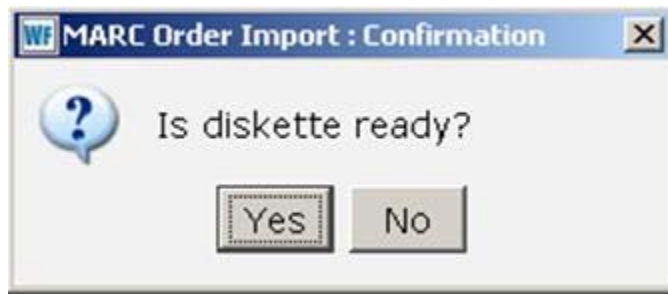 WF MARC Order Import : Confirmation
Is diskette ready?
Yes No